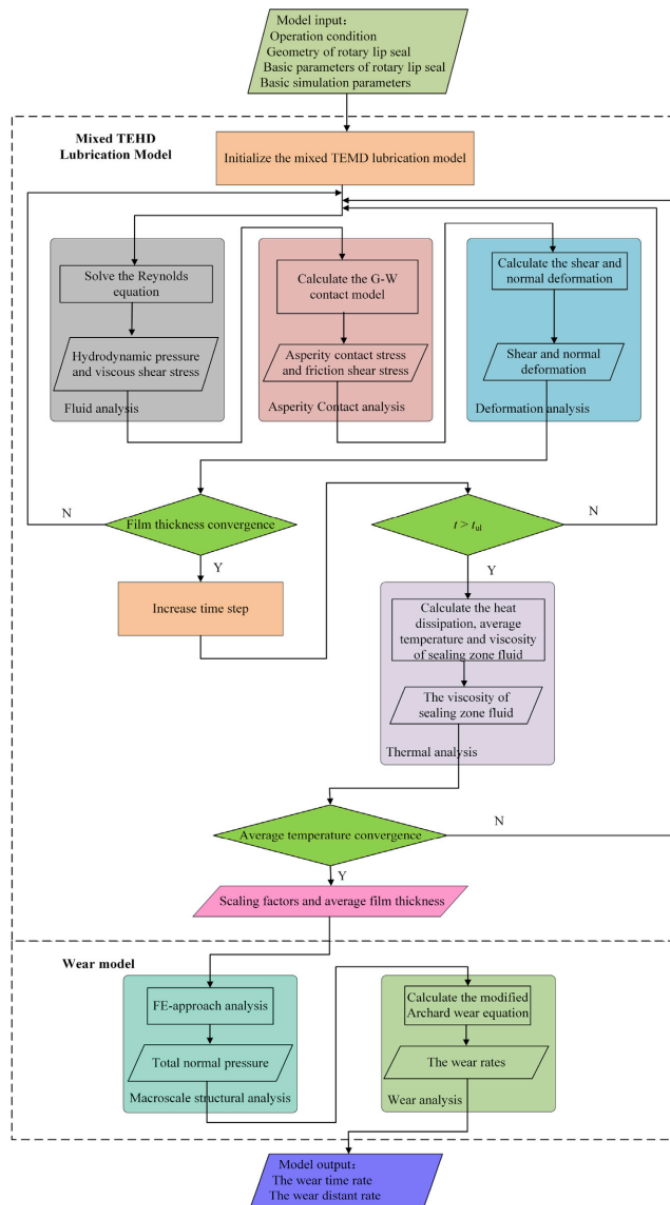 Model input:
Operation condition
Geometry of rotary lip seal
Basic parameters of rotary lip seal
Basic simulation parameters
Mixed TEHD
Lubrication Model
Initialize the mixed TEMD lubrication model
Solve the Reynolds
equation
Hydrodynamic pressure
and viscous shear stress
Fluid analysis
Calculate the G-W
contact model
Asperity contact stress
and friction shear stress
Asperity Contact analysis
Calculate the shear and
normal deformation
Shear and normal
deformation
Deformation analysis
N
Film thickness convergence
Y
Increase time step
t > tul
N
Y
Calculate the heat
dissipation, average
temperature and viscosity
of sealing zone fluid
The viscosity of
sealing zone fluid
Thermal analysis
Average temperature convergence
N
Y
Scaling factors and average film thickness
Wear model
FE-approach analysis
Total normal pressure
Macroscale structural analysis
Calculate the modified
Archard wear equation
The wear rates
Wear analysis
Model output:
The wear time rate
The wear distant rate